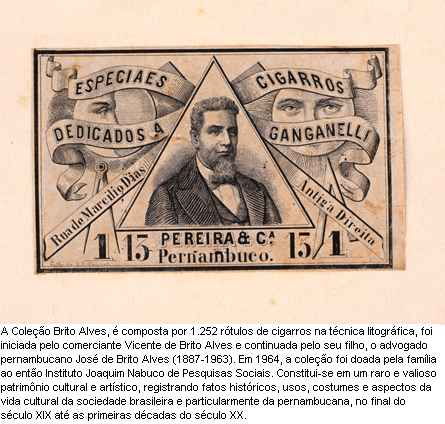 ESPECIAES CIGARROS
DEDICADOS A GANGANELLI
Rua de Marcilio Dias Antiga Direita
1 13 PEREIRA & Cª 13 1
Pernambuco.
A Coleção Brito Alves, é composta por 1.252 rótulos de cigarros na técnica litográfica, foi
iniciada pelo comerciante Vicente de Brito Alves e continuada pelo seu filho, o advogado
pernambucano José de Brito Alves (1887-1963). Em 1964, a coleção foi doada pela família
ao então Instituto Joaquim Nabuco de Pesquisas Sociais. Constitui-se em um raro e valioso
patrimônio cultural e artístico, registrando fatos históricos, usos, costumes e aspectos da
vida cultural da sociedade brasileira e particularmente da pernambucana, no final do
século XIX até as primeiras décadas do século XX.